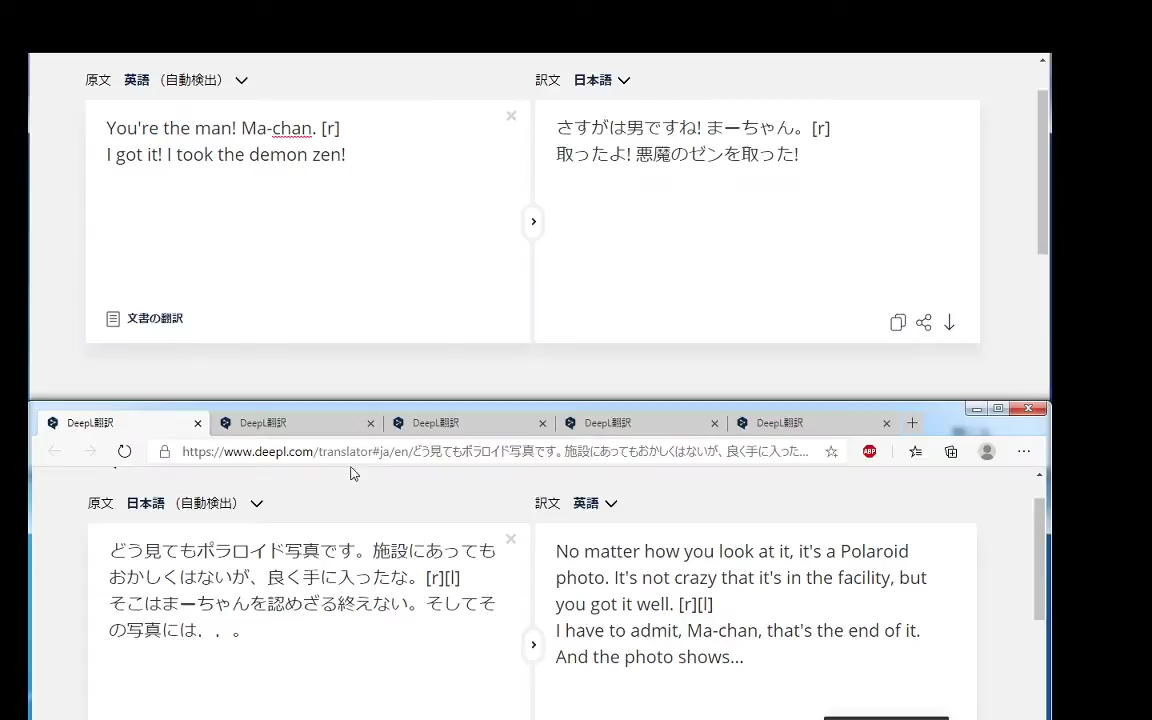 原文 英語 (自動検出)
訳文 日本語
You're the man! Ma-chan. [r]
I got it! I took the demon zen!
さすがは男ですね! まーちゃん。[r]
取ったよ! 悪魔のゼンを取った!
文書の翻訳
DeepL翻訳
DeepL翻訳
DeepL翻訳
DeepL翻訳
DeepL翻訳
https://www.deepl.com/translator#ja/en/どう見てもポラロイド写真です。施設にあってもおかしくはないが、良く手に入った...
ABP
原文 日本語 (自動検出)
訳文 英語
どう見てもポラロイド写真です。施設にあっても
おかしくはないが、良く手に入ったな。[r][l]
そこはまーちゃんを認めざる終えない。そしてそ
の写真には．．。
No matter how you look at it, it's a Polaroid
photo. It's not crazy that it's in the facility, but
you got it well. [r][l]
I have to admit, Ma-chan, that's the end of it.
And the photo shows...